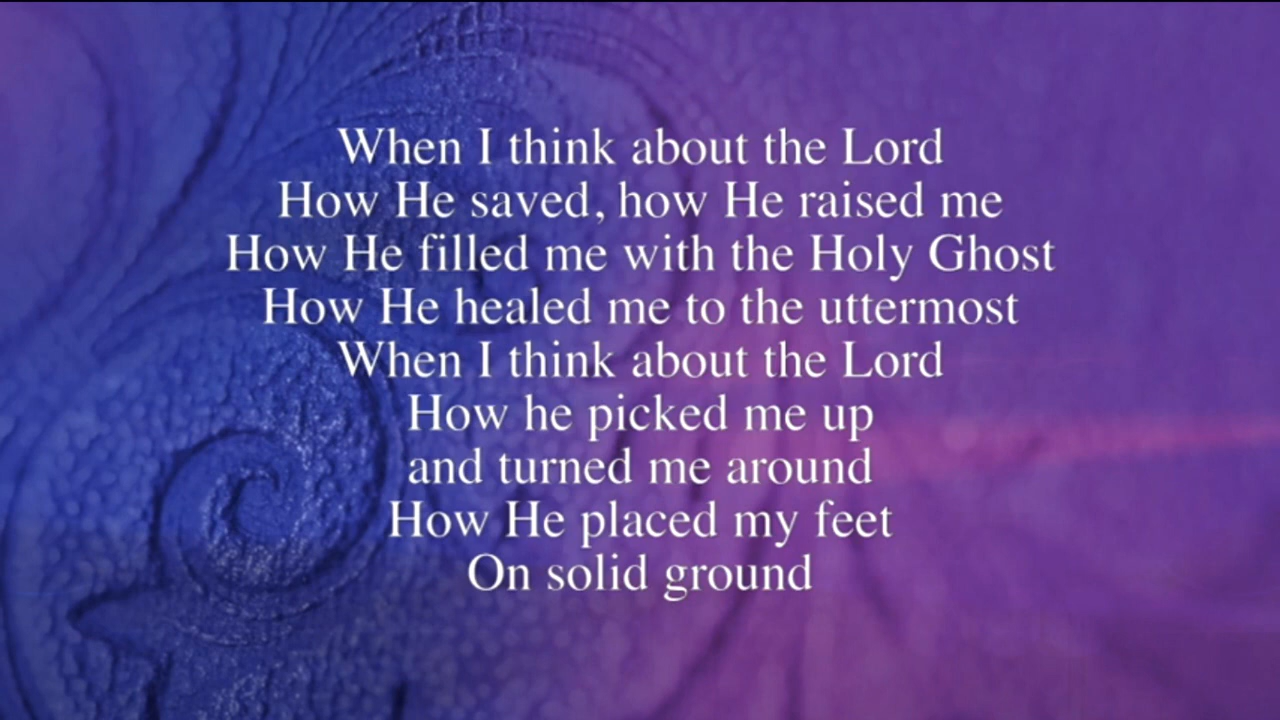 When I think about the Lord
How He saved, how He raised me
How He filled me with the Holy Ghost
How He healed me to the uttermost
When I think about the Lord
How he picked me up
and turned me around
How He placed my feet
On solid ground